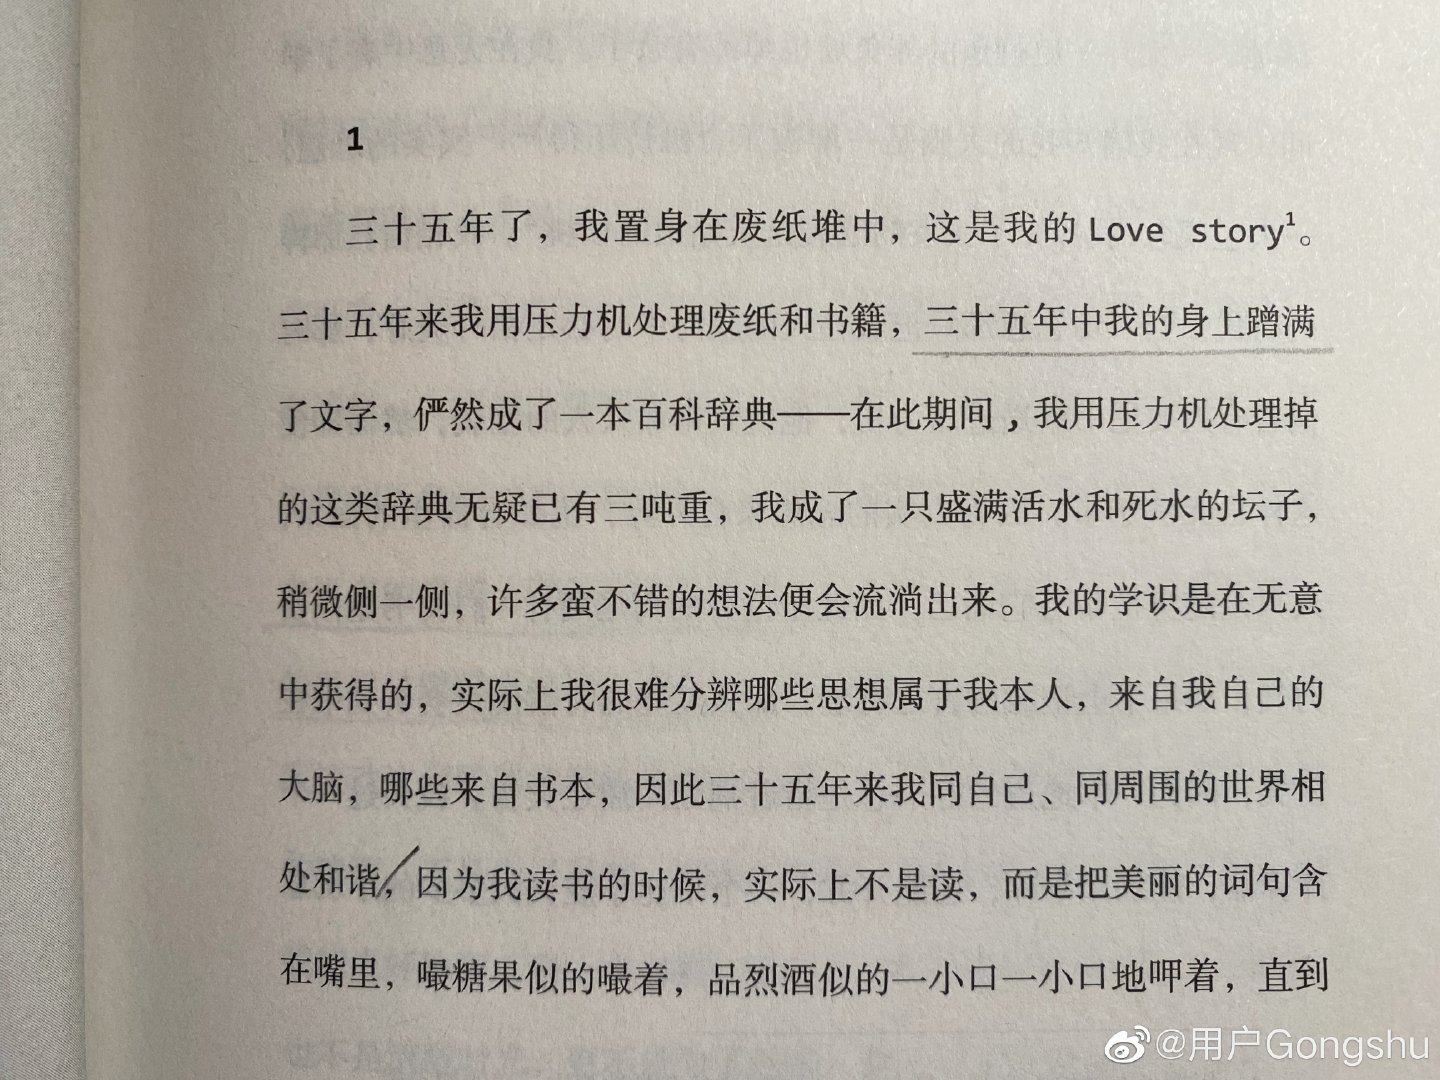 1
三十五年了，我置身在废纸堆中，这是我的 Love story¹。
三十五年来我用压力机处理废纸和书籍，三十五年中我的身上蹭满
了文字，俨然成了一本百科辞典——在此期间，我用压力机处理掉
的这类辞典无疑已有三吨重，我成了一只盛满活水和死水的坛子，
稍微侧一侧，许多蛮不错的想法便会流淌出来。我的学识是在无意
中获得的，实际上我很难分辨哪些思想属于我本人，来自我自己的
大脑，哪些来自书本，因此三十五年来我同自己、同周围的世界相
处和谐，因为我读书的时候，实际上不是读，而是把美丽的词句含
在嘴里，嘬糖果似的嘬着，品烈酒似的一小口一小口地呷着，直到
@用户Gongshu